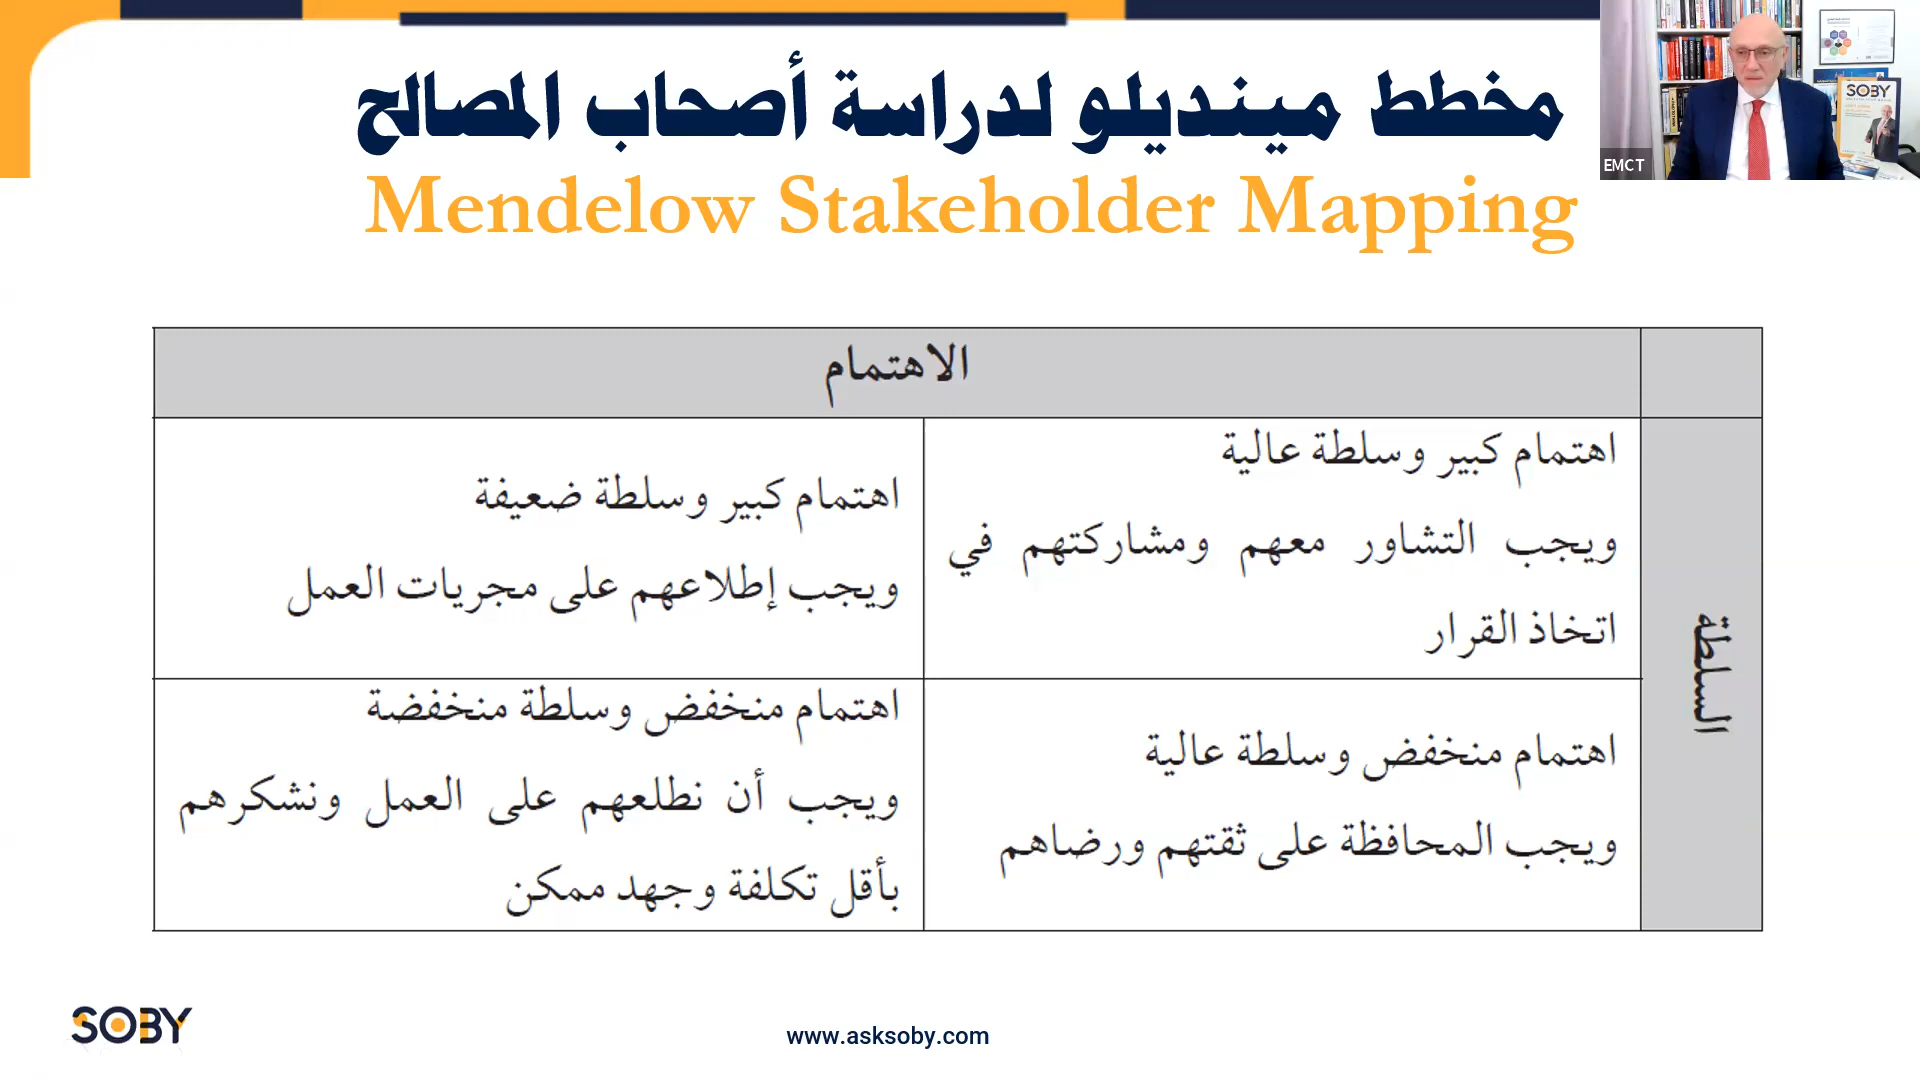 مخطط مينديلو لدراسة أصحاب المصالح
Mendelow Stakeholder Mapping
SOBY
EMCT
الاهتمام
السلطة
اهتمام كبير وسلطة عالية
ويجب التشاور معهم ومشاركتهم في
اتخاذ القرار
اهتمام كبير وسلطة ضعيفة
ويجب إطلاعهم على مجريات العمل
اهتمام منخفض وسلطة عالية
ويجب المحافظة على ثقتهم ورضاهم
اهتمام منخفض وسلطة منخفضة
ويجب أن نطلعهم على العمل ونشكرهم
بأقل تكلفة وجهد ممكن
SOBY
www.asksoby.com